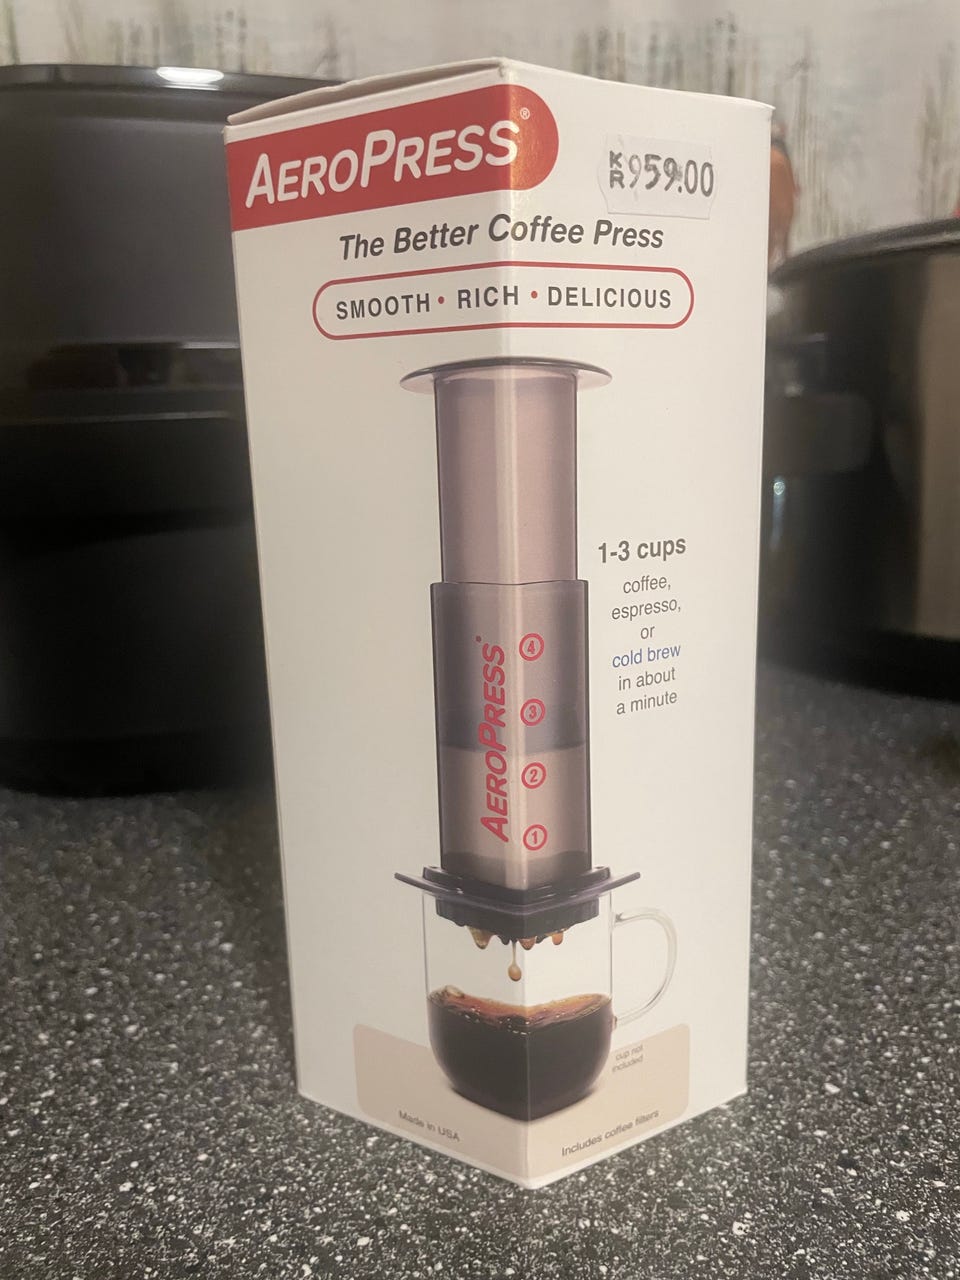 AEROPRESS®
KR959.00
The Better Coffee Press
SMOOTH • RICH • DELICIOUS
1-3 cups
coffee,
espresso,
or
cold brew
in about
a minute
AEROPRESS
4
3
2
1
cup not
included
Made in USA
Includes coffee filters